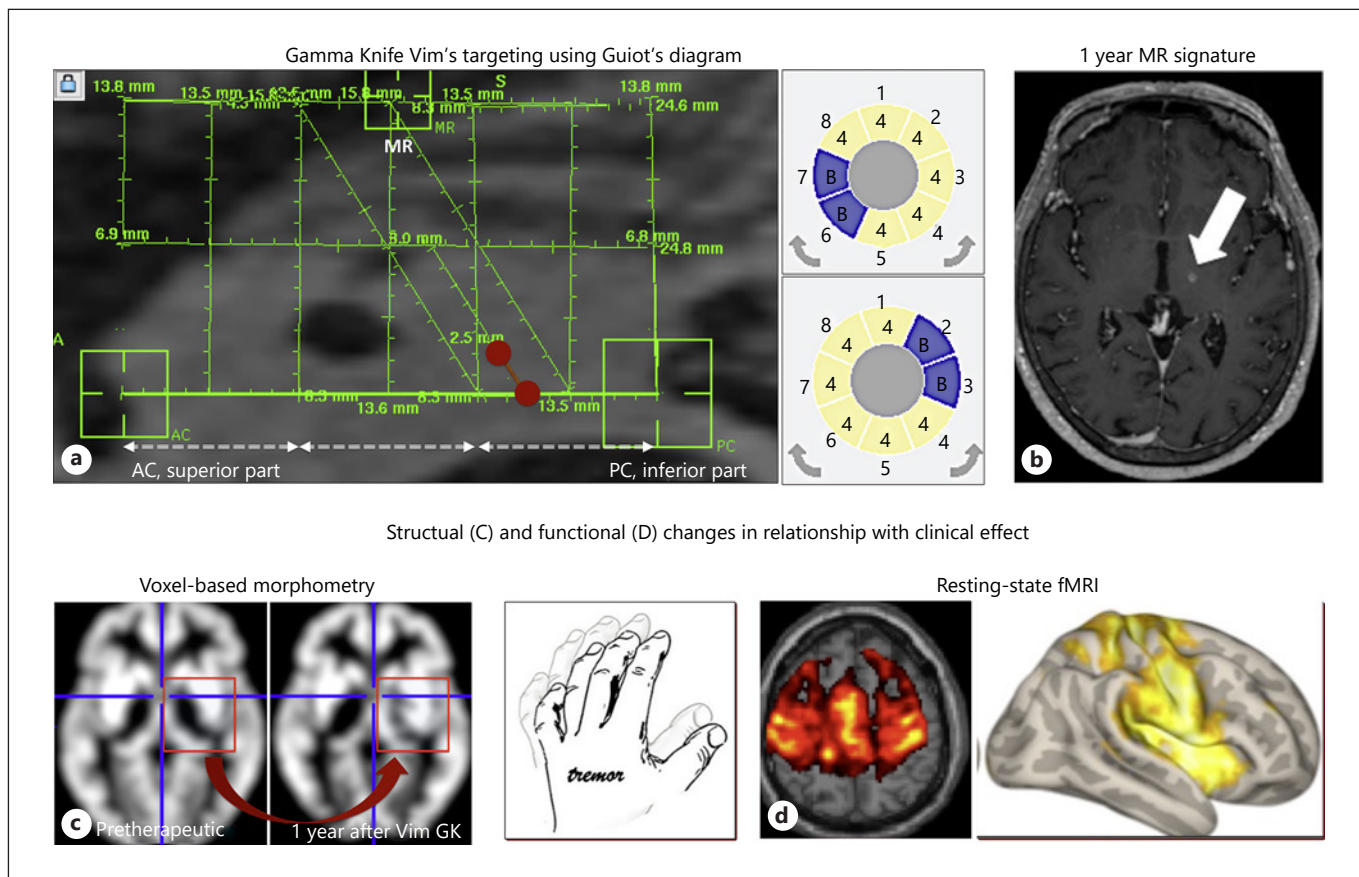 Gamma Knife Vim's targeting using Guiot's diagram
1 year MR signature
13.8 mm
13.5 mm
15.8 mm
S
13.5 mm
13.8 mm
4.5 mm
8.3 mm
24.6 mm
MR
MR
6.9 mm
8.0 mm
6.8 mm
24.8 mm
2.5 mm
A
8.3 mm
8.3 mm
13.6 mm
13.5 mm
AC
PC
a
AC, superior part
PC, inferior part
1
8 4 2
4 4
7 B 4 3
B 4
6 4 4
5
1
8 4 2
4 B
7 4 B 3
4 4
6 4 4
5
b
Structual (C) and functional (D) changes in relationship with clinical effect
Voxel-based morphometry
Resting-state fMRI
tremor
c
Pretherapeutic
1 year after Vim GK
d